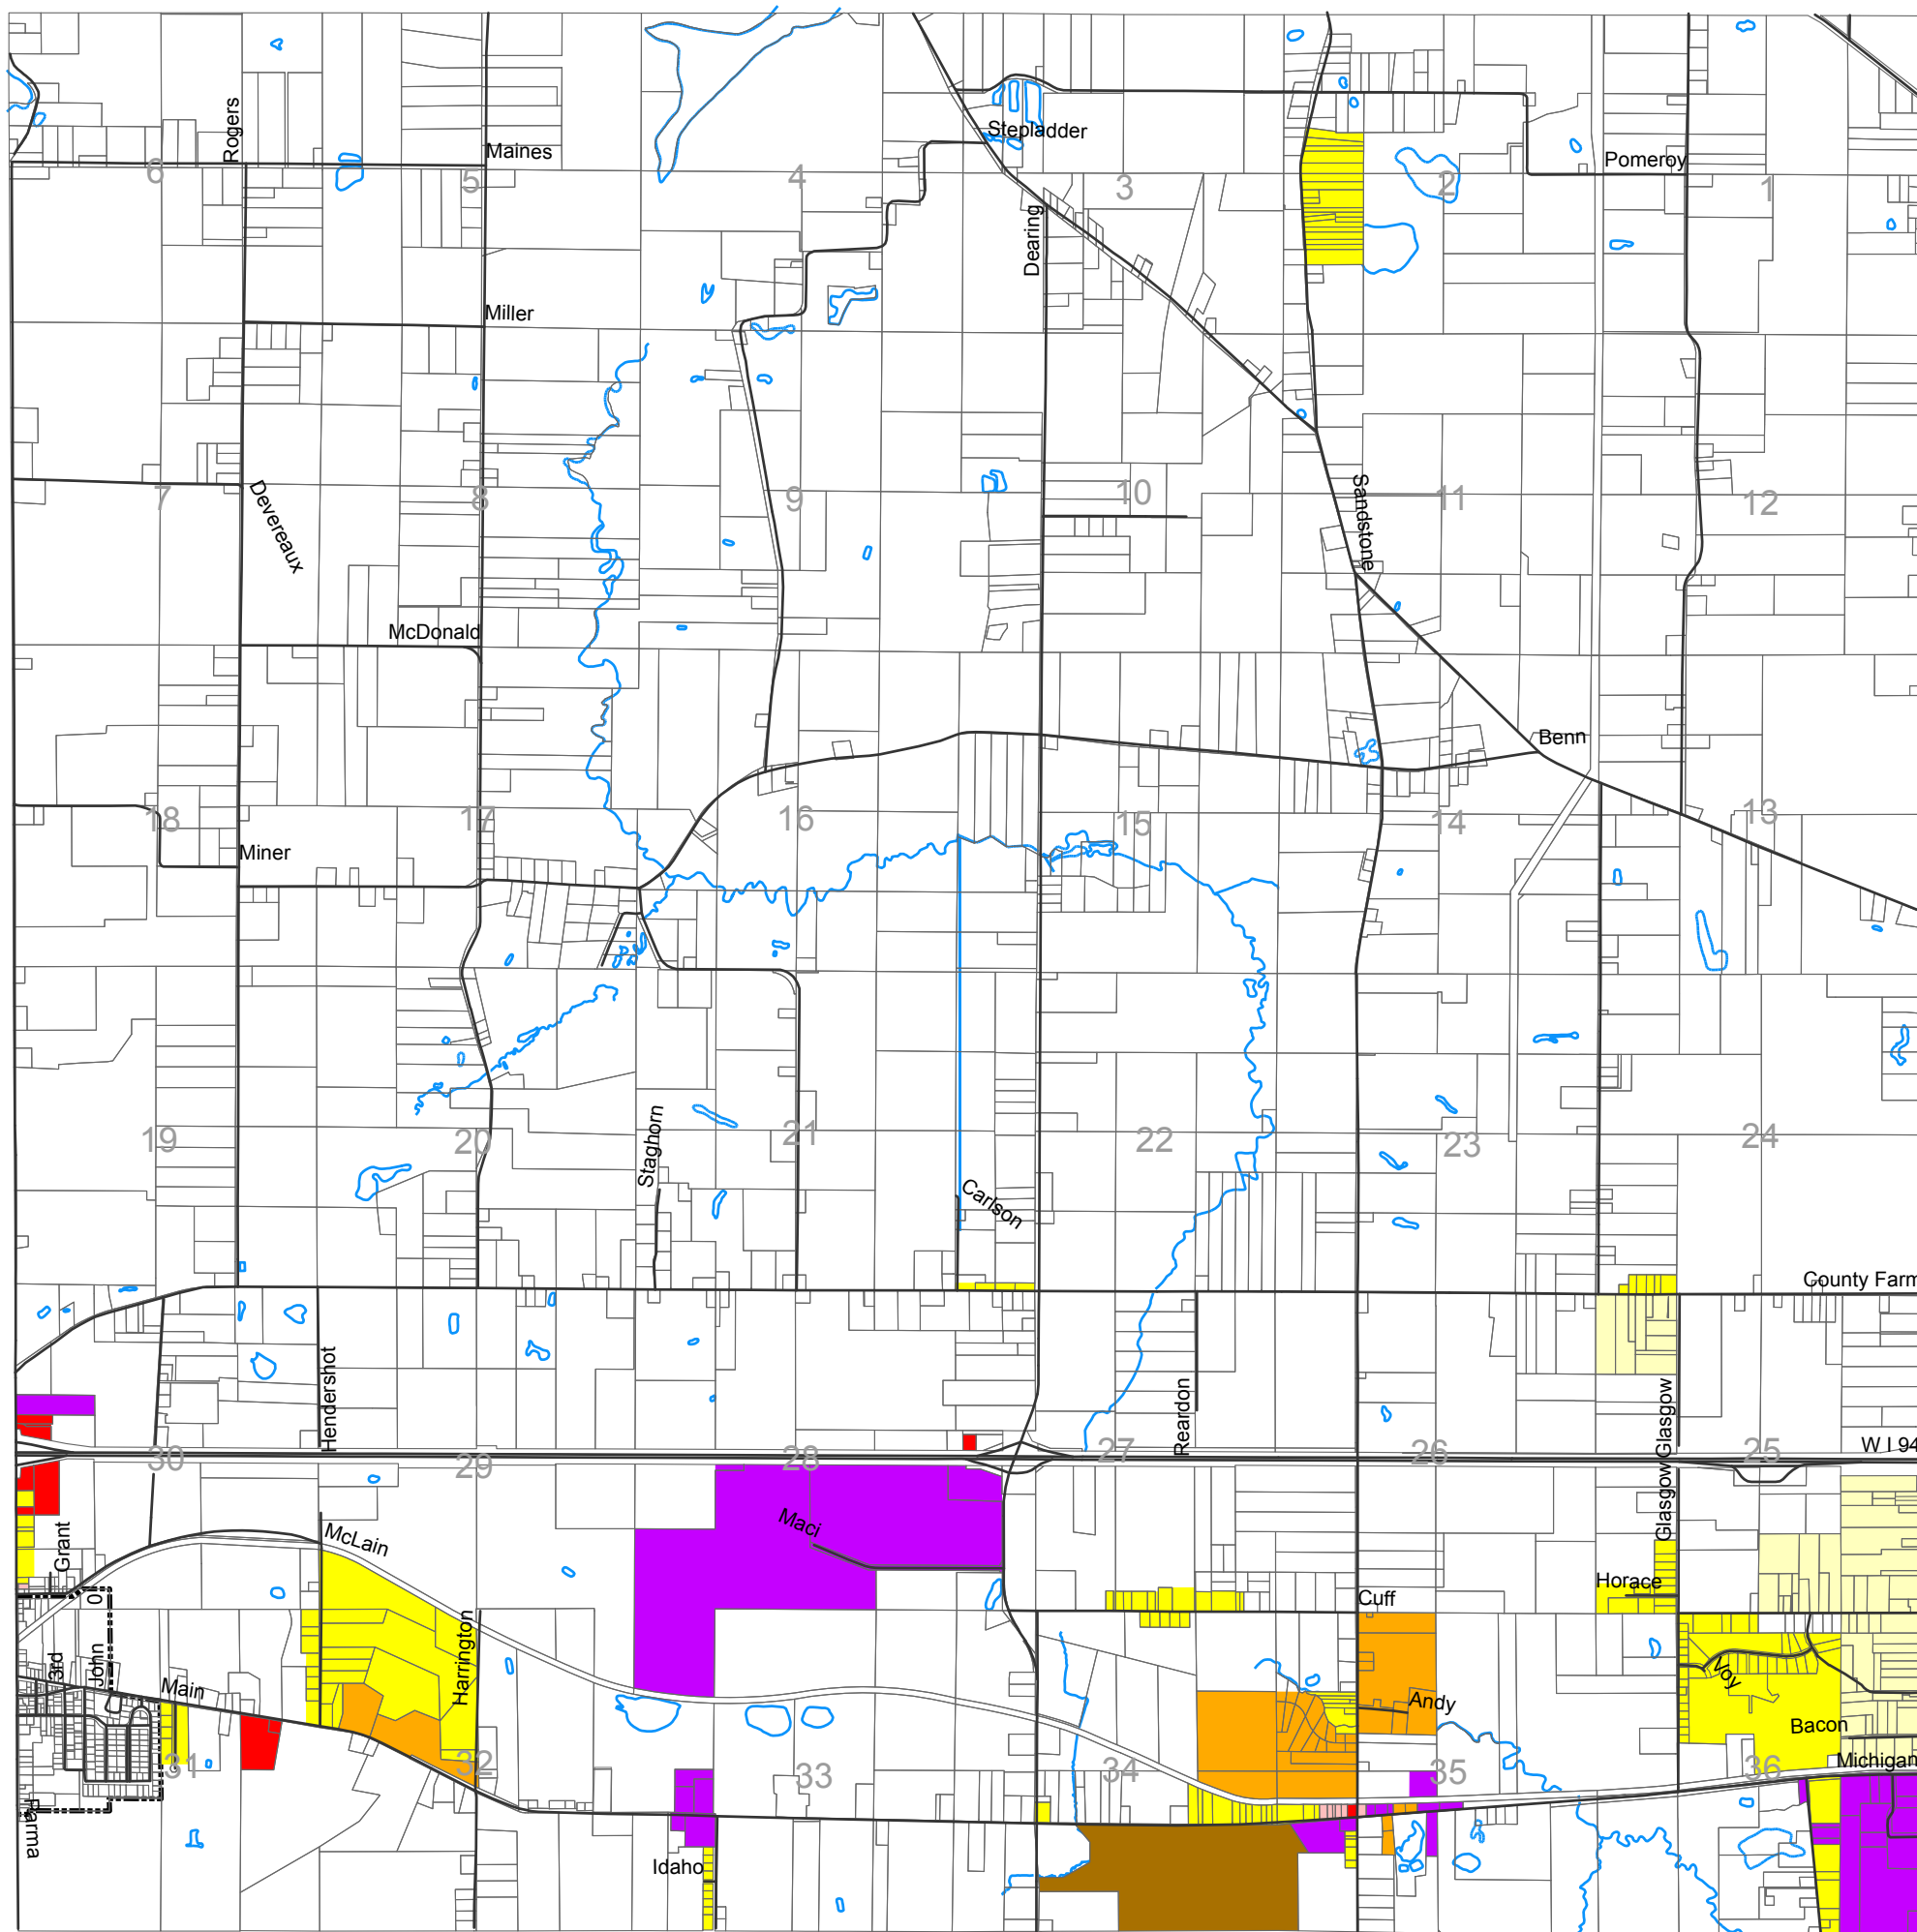 Rogers
Maines
Stepladder
Pomeroy
6
5
4
3
2
1
Dearing
Miller
Devereaux
Sandstone
7
8
9
10
11
12
McDonald
Benn
18
17
16
15
14
13
Miner
19
20
Staghorn
21
22
23
24
Carlson
County Farm
Hendershot
Reardon
Glasgow
30
29
28
27
26
25
W I 94
Glasgow
Grant
McLain
Maci
Horace
Cuff
0
3rd
John
Main
Harrington
Andy
Voy
Bacon
31
32
33
34
35
36
Michigan
Parma
Idaho